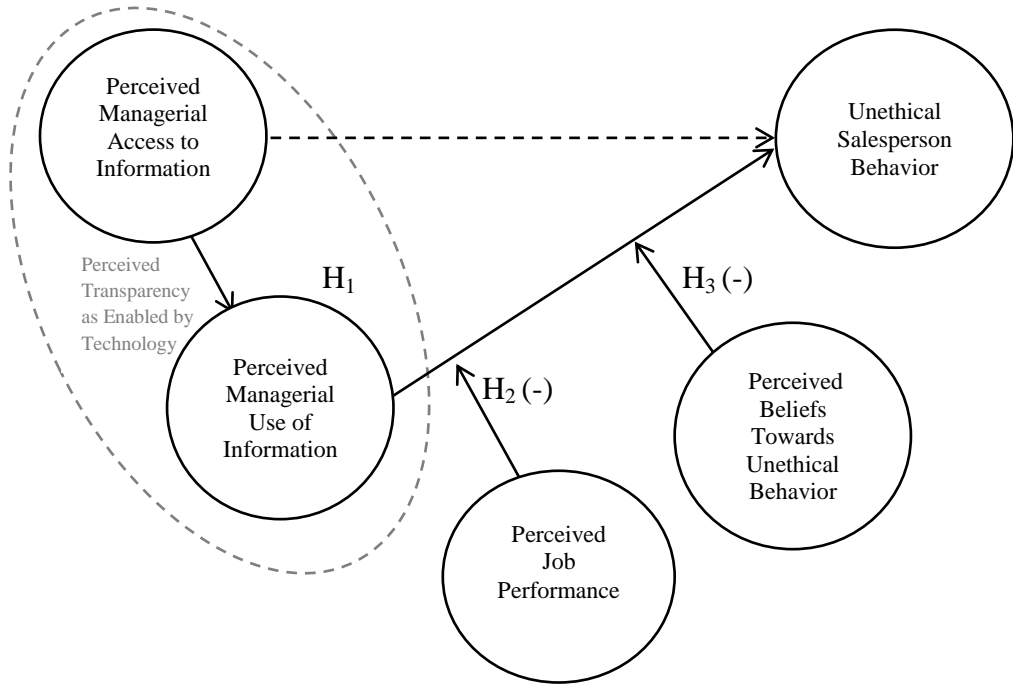 Perceived
Managerial
Access to
Information
Unethical
Salesperson
Behavior
Perceived
Transparency
as Enabled by
Technology
H₁
H₃ (-)
Perceived
Managerial
Use of
Information
H₂ (-)
Perceived
Beliefs
Towards
Unethical
Behavior
Perceived
Job
Performance